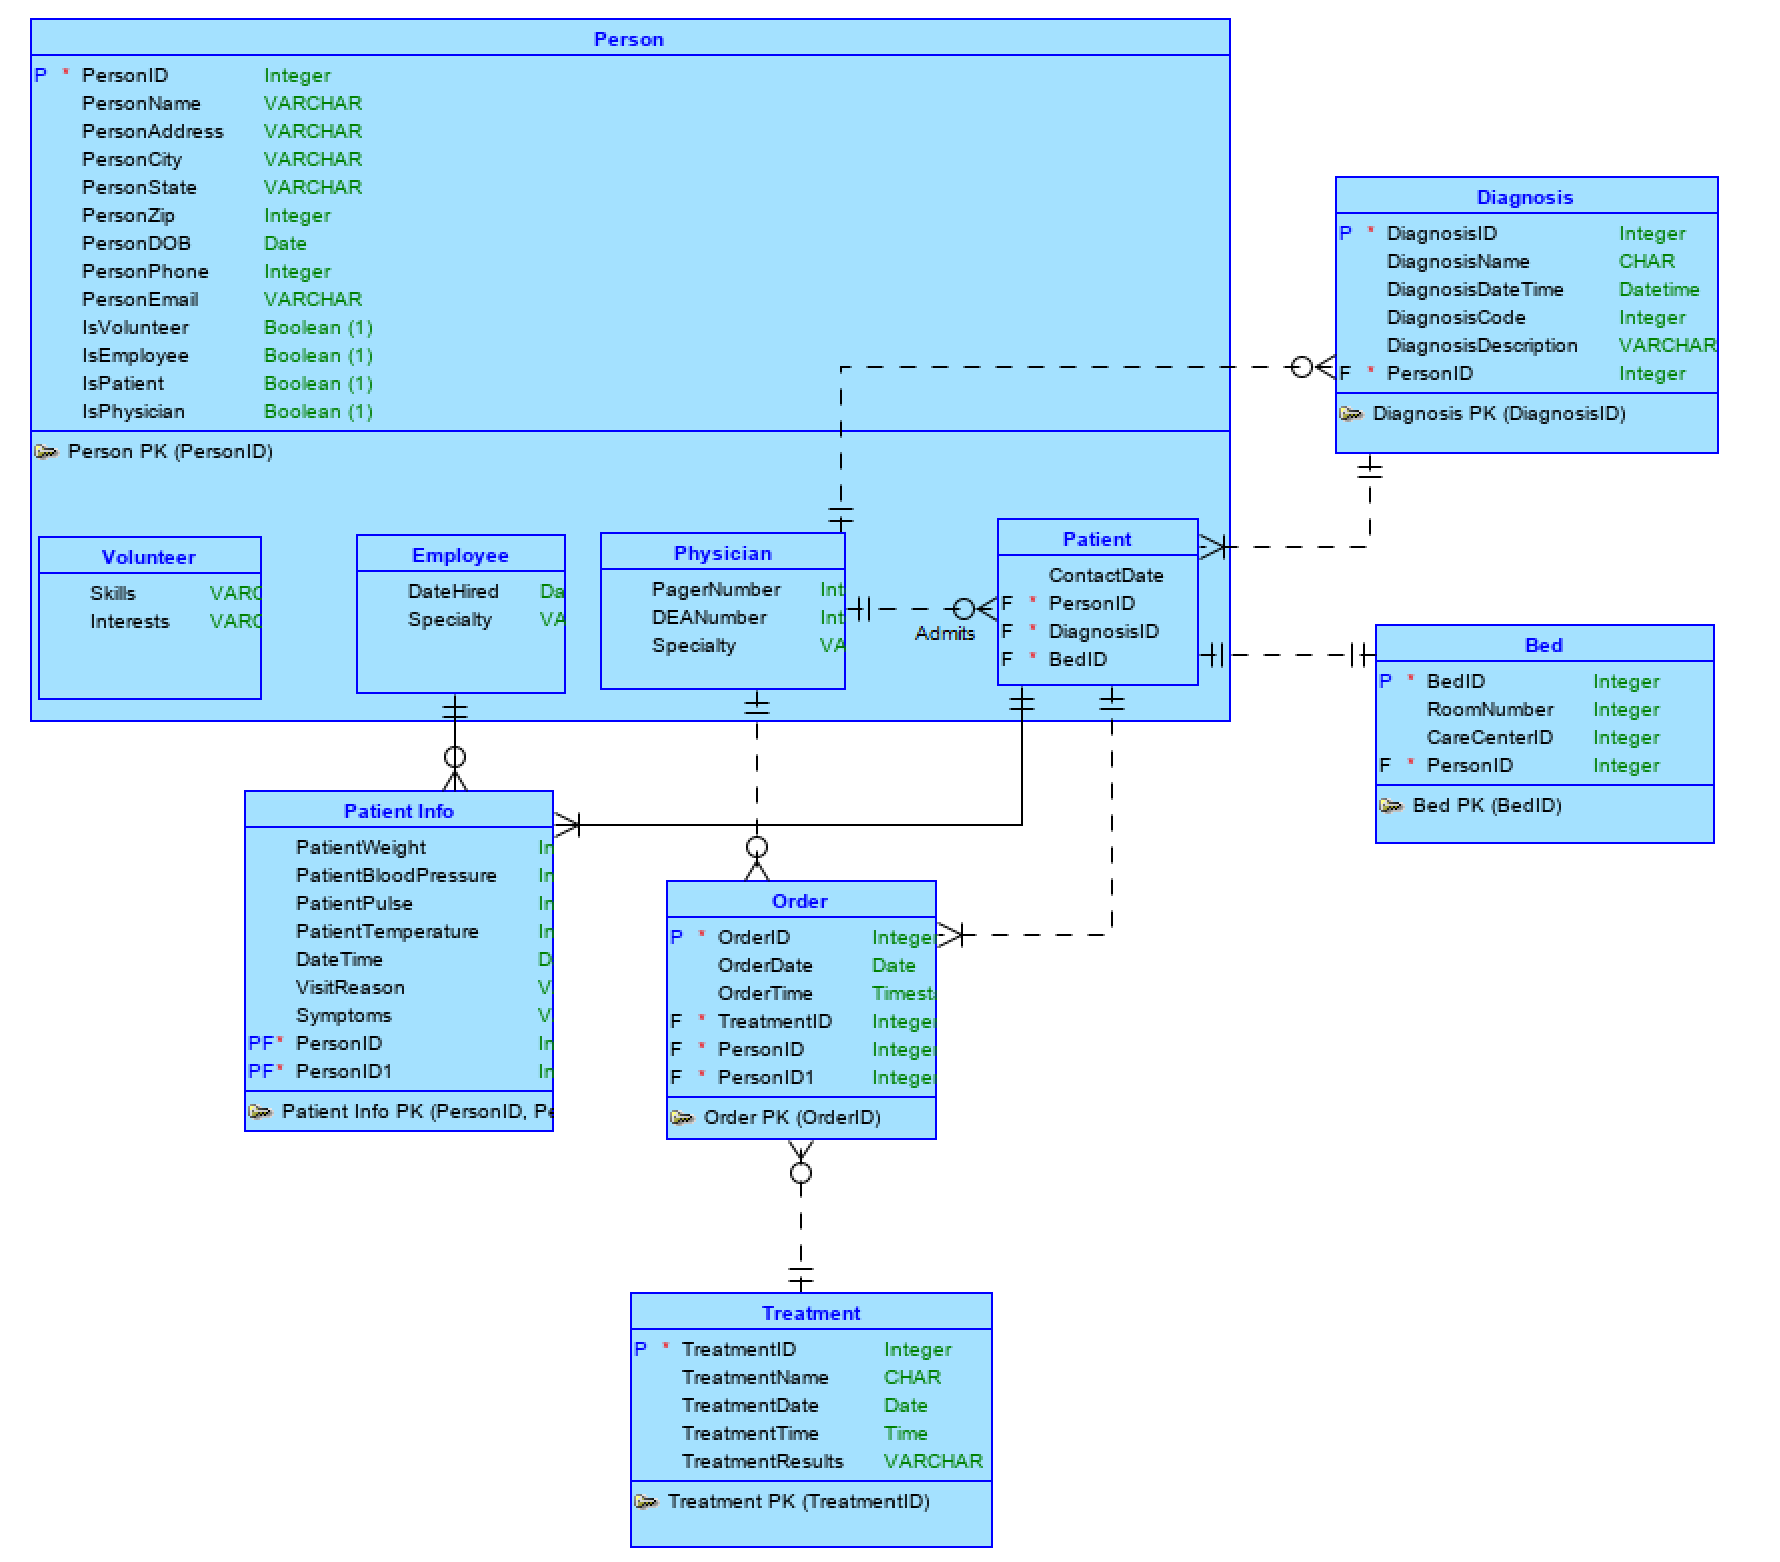 Person
P * PersonID Integer
PersonName VARCHAR
PersonAddress VARCHAR
PersonCity VARCHAR
PersonState VARCHAR
PersonZip Integer
PersonDOB Date
PersonPhone Integer
PersonEmail VARCHAR
IsVolunteer Boolean (1)
IsEmployee Boolean (1)
IsPatient Boolean (1)
IsPhysician Boolean (1)
Person PK (PersonID)
Volunteer
Skills VARC
Interests VARC
Employee
DateHired Da
Specialty VA
Physician
PagerNumber Int
DEANumber Int
Specialty VA
Admits
Patient
ContactDate
F * PersonID
F * DiagnosisID
F * BedID
Diagnosis
P * DiagnosisID Integer
DiagnosisName CHAR
DiagnosisDateTime Datetime
DiagnosisCode Integer
DiagnosisDescription VARCHAR
F * PersonID Integer
Diagnosis PK (DiagnosisID)
Bed
P * BedID Integer
RoomNumber Integer
CareCenterID Integer
F * PersonID Integer
Bed PK (BedID)
Patient Info
PatientWeight In
PatientBloodPressure In
PatientPulse In
PatientTemperature In
DateTime D
VisitReason V
Symptoms V
PF * PersonID In
PF * PersonID1 In
Patient Info PK (PersonID, Pe
Order
P * OrderID Integer
OrderDate Date
OrderTime Timest
F * TreatmentID Integer
F * PersonID Integer
F * PersonID1 Integer
Order PK (OrderID)
Treatment
P * TreatmentID Integer
TreatmentName CHAR
TreatmentDate Date
TreatmentTime Time
TreatmentResults VARCHAR
Treatment PK (TreatmentID)